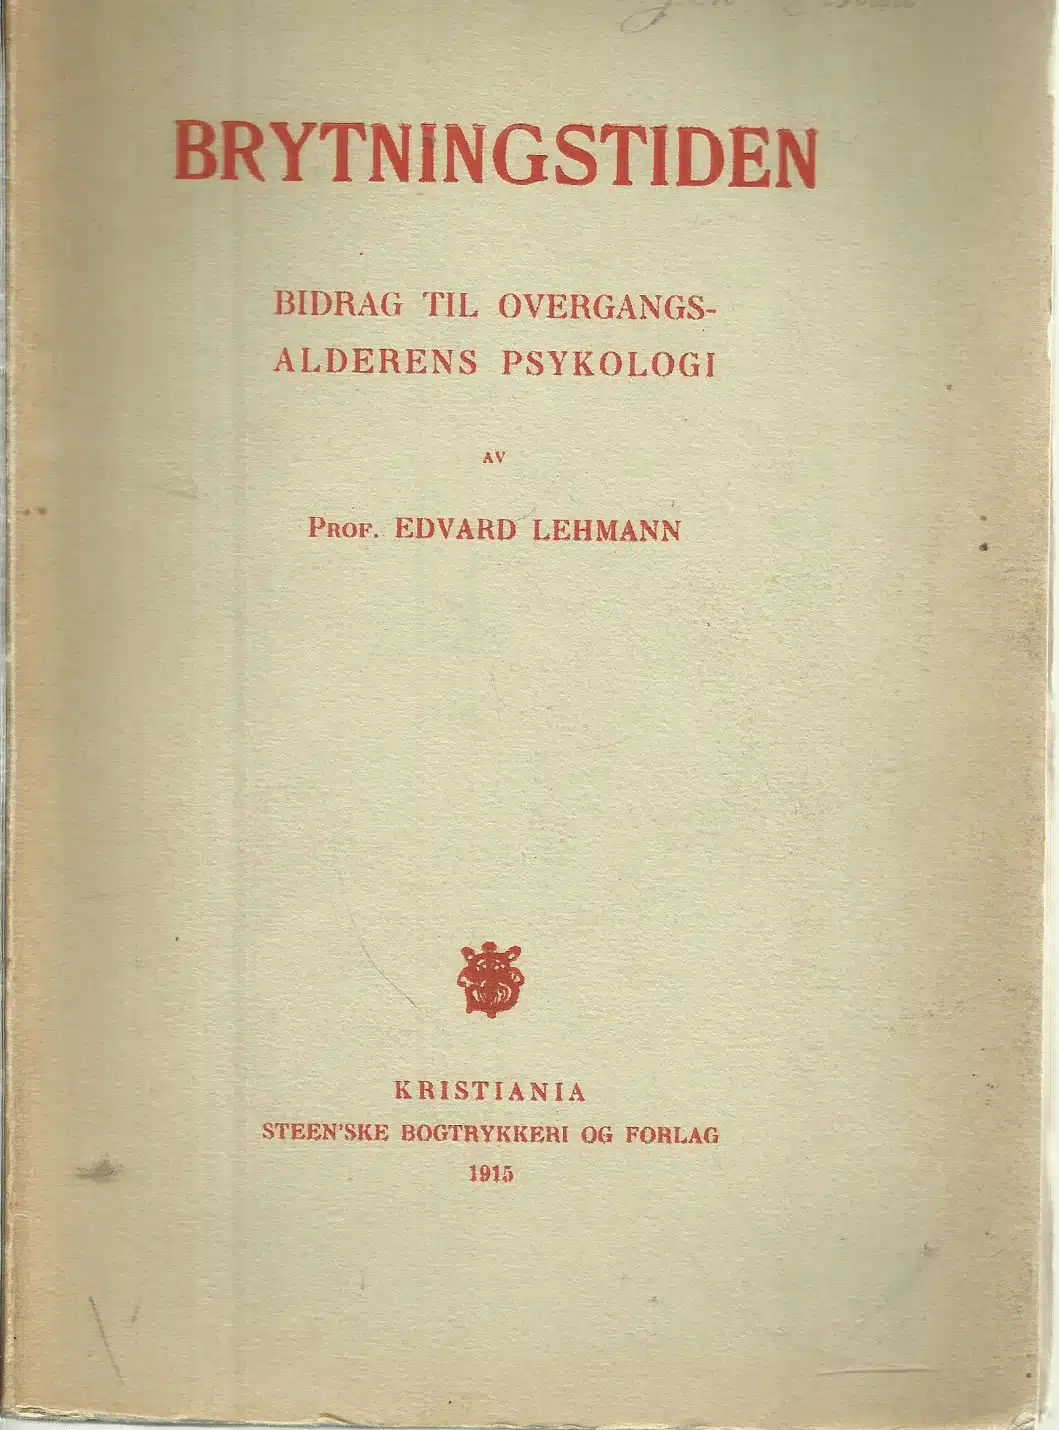 BRYTNINGSTIDEN
BIDRAG TIL OVERGANGS-
ALDERENS PSYKOLOGI
AV
PROF. EDVARD LEHMANN
KRISTIANIA
STEEN'SKE BOGTRYKKERI OG FORLAG
1915